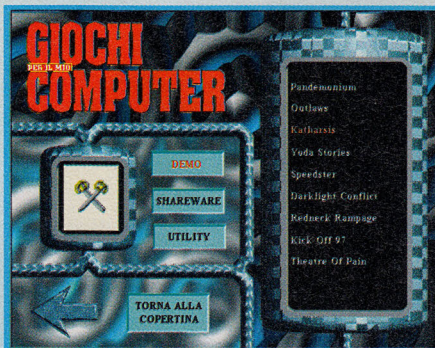 GIOCHI
PER IL MIO
COMPUTER
DEMO
SHAREWARE
UTILITY
TORNA ALLA
COPERTINA
Pandemonium
Outlaws
Katharsis
Yoda Stories
Speedster
Darklight Conflict
Redneck Rampage
Kick Off 97
Theatre Of Pain